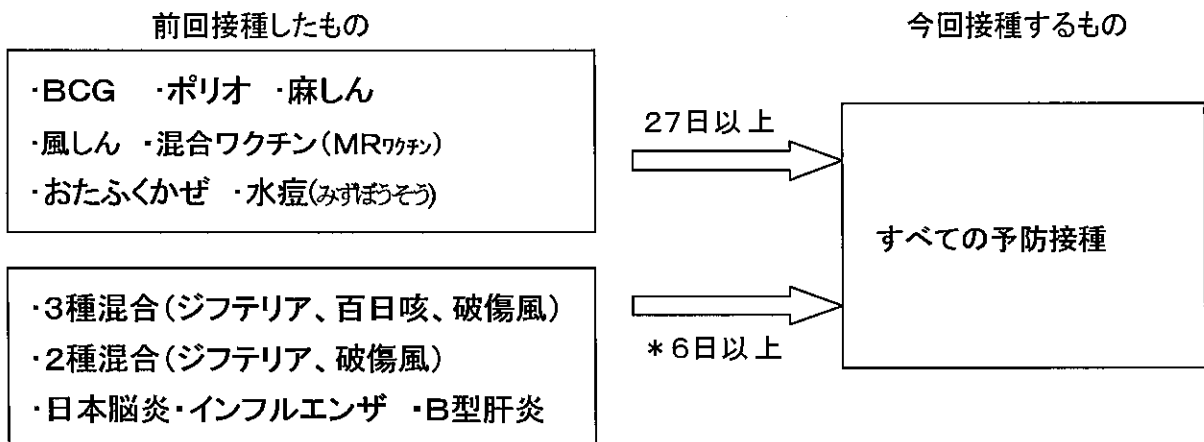 前回接種したもの
今回接種するもの
・BCG ・ポリオ ・麻しん
・風しん ・混合ワクチン(MRワクチン)
・おたふくかぜ ・水痘(みずぼうそう)
27日以上
すべての予防接種
・3種混合(ジフテリア、百日咳、破傷風)
・2種混合(ジフテリア、破傷風)
・日本脳炎・インフルエンザ ・B型肝炎
*6日以上